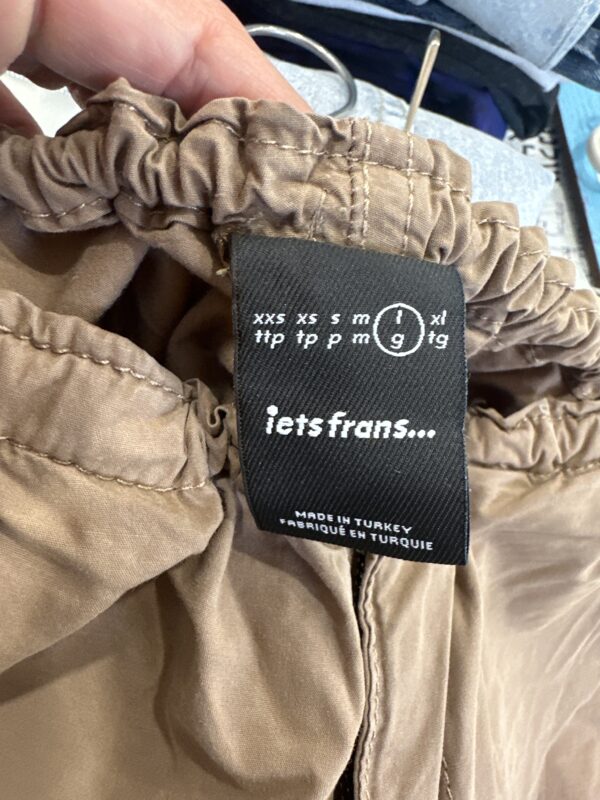 xxs xs s m l xl
ttp tp p m g tg
iets frans...
MADE IN TURKEY
FABRIQUÉ EN TURQUIE